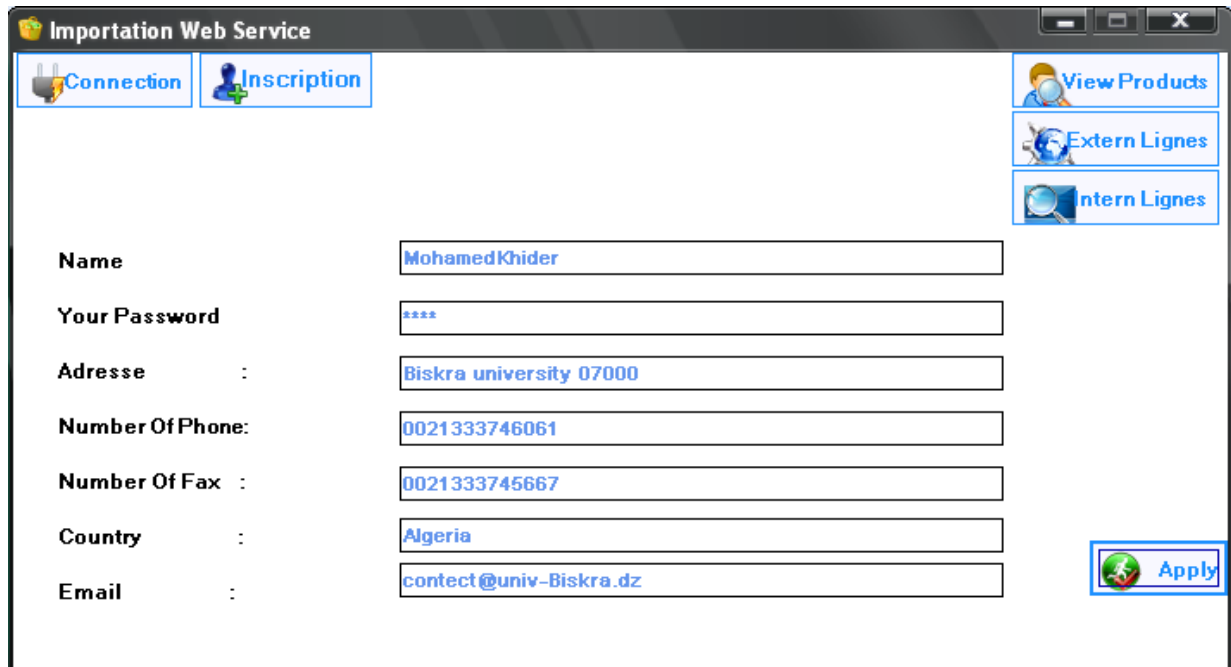 Importation Web Service
Connection
Inscription
View Products
Extern Lignes
Intern Lignes
Name MohamedKhider
Your Password ****
Adresse : Biskra university 07000
Number Of Phone: 0021333746061
Number Of Fax : 0021333745667
Country : Algeria
Email : contect@univ-Biskra.dz
Apply